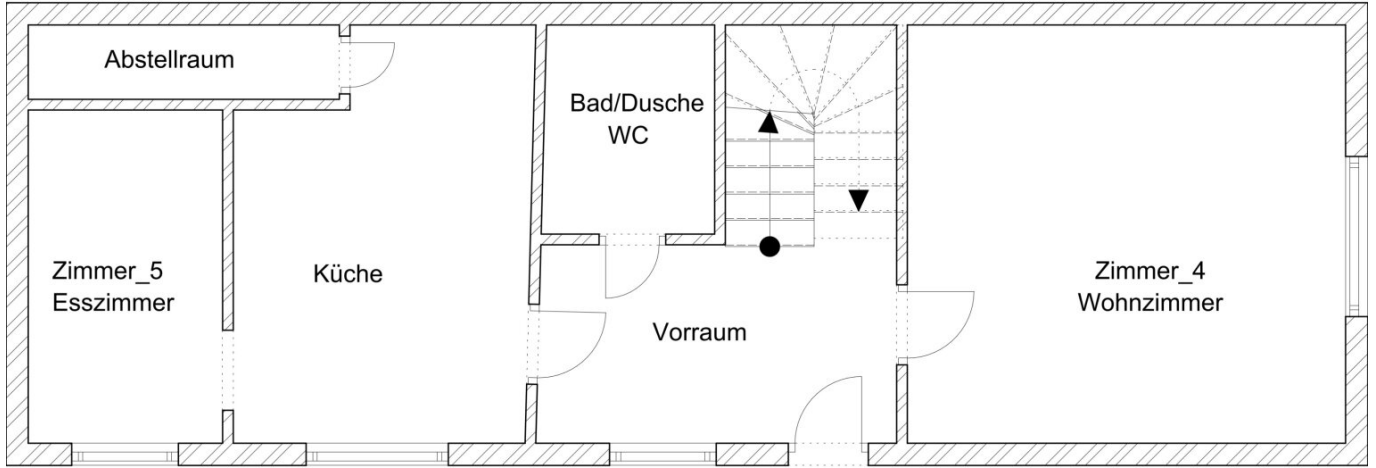 Abstellraum
Bad/Dusche
WC
Zimmer_5
Esszimmer
Küche
Vorraum
Zimmer_4
Wohnzimmer